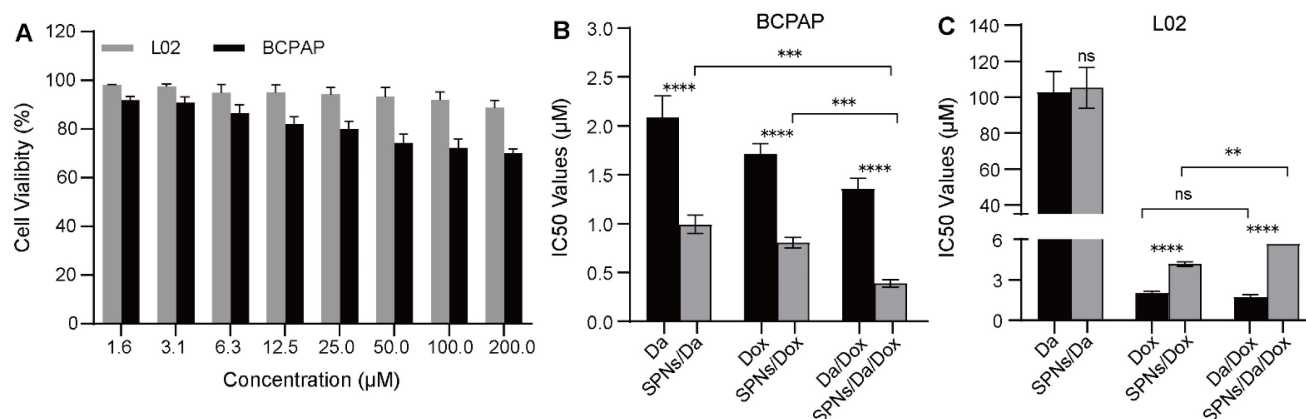 A
L02
BCPAP
Cell Vialibity (%)
120
100
80
60
40
20
0
1.6
3.1
6.3
12.5
25.0
50.0
100.0
200.0
Concentration (μM)
B
BCPAP
IC50 Values (μM)
3.0
2.5
2.0
1.5
1.0
0.5
0.0
****
****
****
***
***
Da
SPNs/Da
Dox
SPNs/Dox
Da/Dox
SPNs/Da/Dox
C
L02
IC50 Values (μM)
140
120
100
80
60
40
6
3
0
ns
**
ns
****
****
Da
SPNs/Da
Dox
SPNs/Dox
Da/Dox
SPNs/Da/Dox